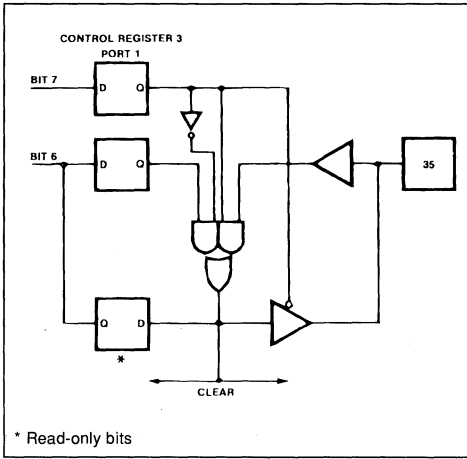 CONTROL REGISTER 3
PORT 1
BIT 7
D Q
BIT 6
D Q
35
Q D
*
CLEAR
* Read-only bits